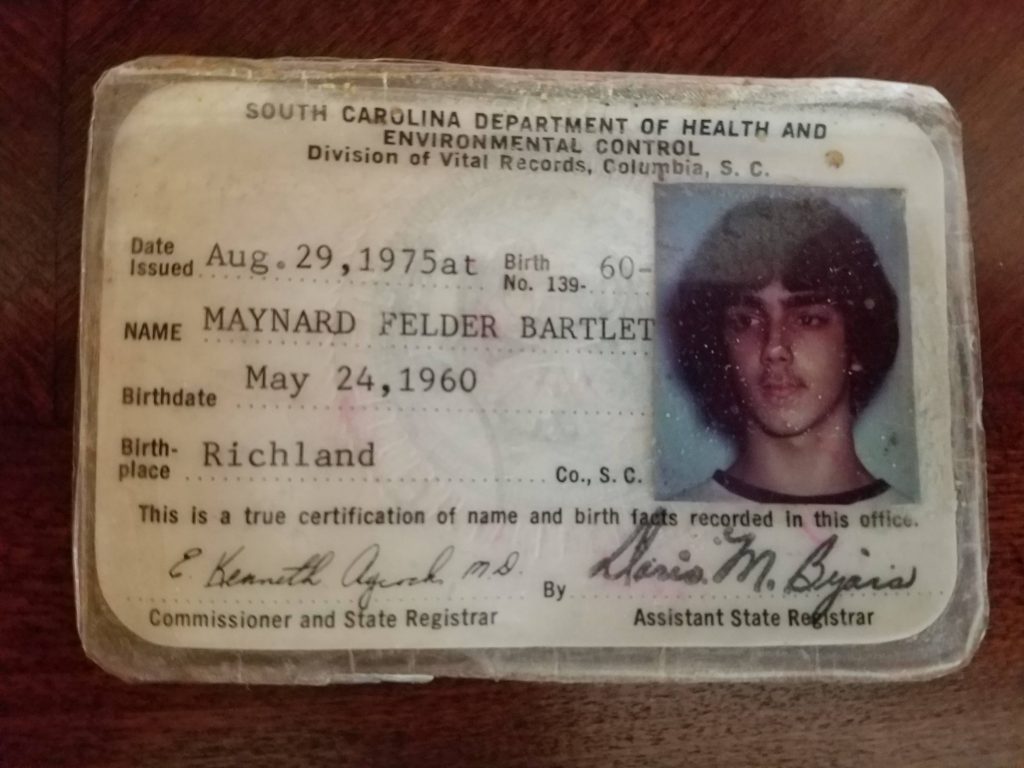 SOUTH CAROLINA DEPARTMENT OF HEALTH AND
ENVIRONMENTAL CONTROL
Division of Vital Records, Columbia, S. C.
Date Issued Aug. 29,1975at Birth No. 139- 60-
NAME MAYNARD FELDER BARTLET
Birthdate May 24,1960
Birth-place Richland Co., S. C.
This is a true certification of name and birth facts recorded in this office.
E. Kenneth Aycock M.D. By Doris M. Byars
Commissioner and State Registrar Assistant State Registrar